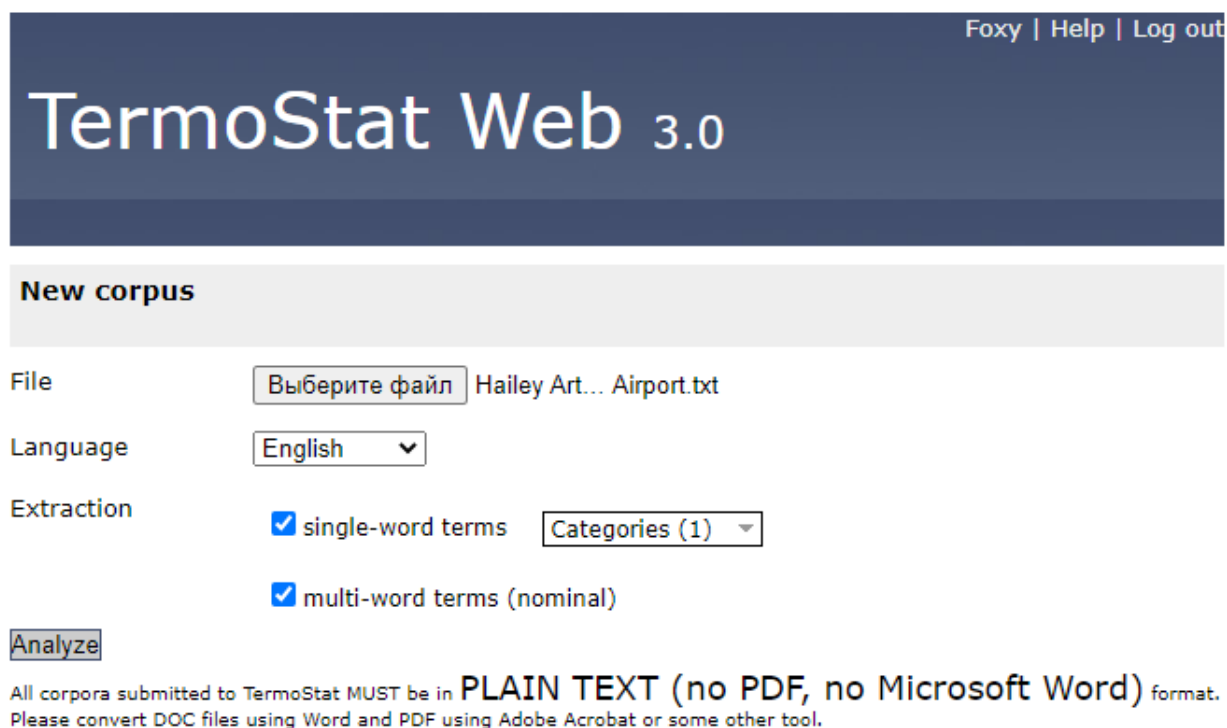 Foxy | Help | Log out
TermoStat Web 3.0
New corpus
File Выберите файл Hailey Art... Airport.txt
Language English
Extraction single-word terms Categories (1)
multi-word terms (nominal)
Analyze
All corpora submitted to TermoStat MUST be in PLAIN TEXT (no PDF, no Microsoft Word) format.
Please convert DOC files using Word and PDF using Adobe Acrobat or some other tool.